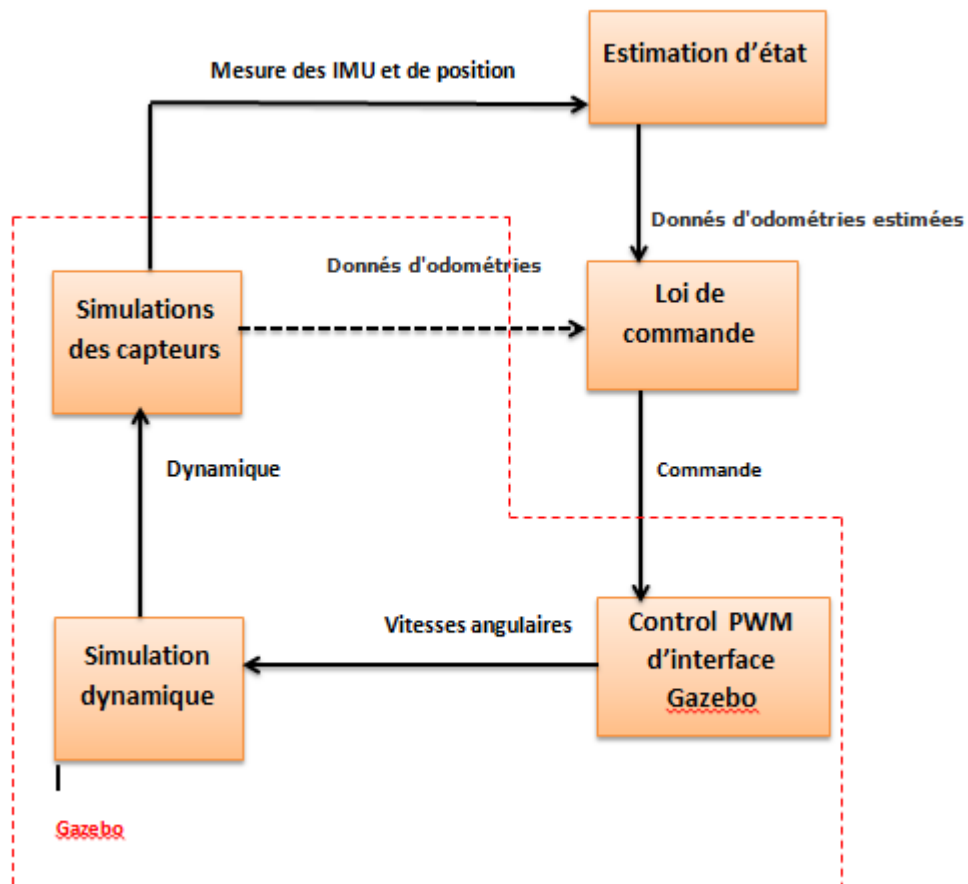 Estimation d’état
Mesure des IMU et de position
Donnés d'odométries estimées
Donnés d'odométries
Simulations
des capteurs
Loi de
commande
Dynamique
Commande
Vitesses angulaires
Control PWM
d’interface
Gazebo
Simulation
dynamique
Gazebo